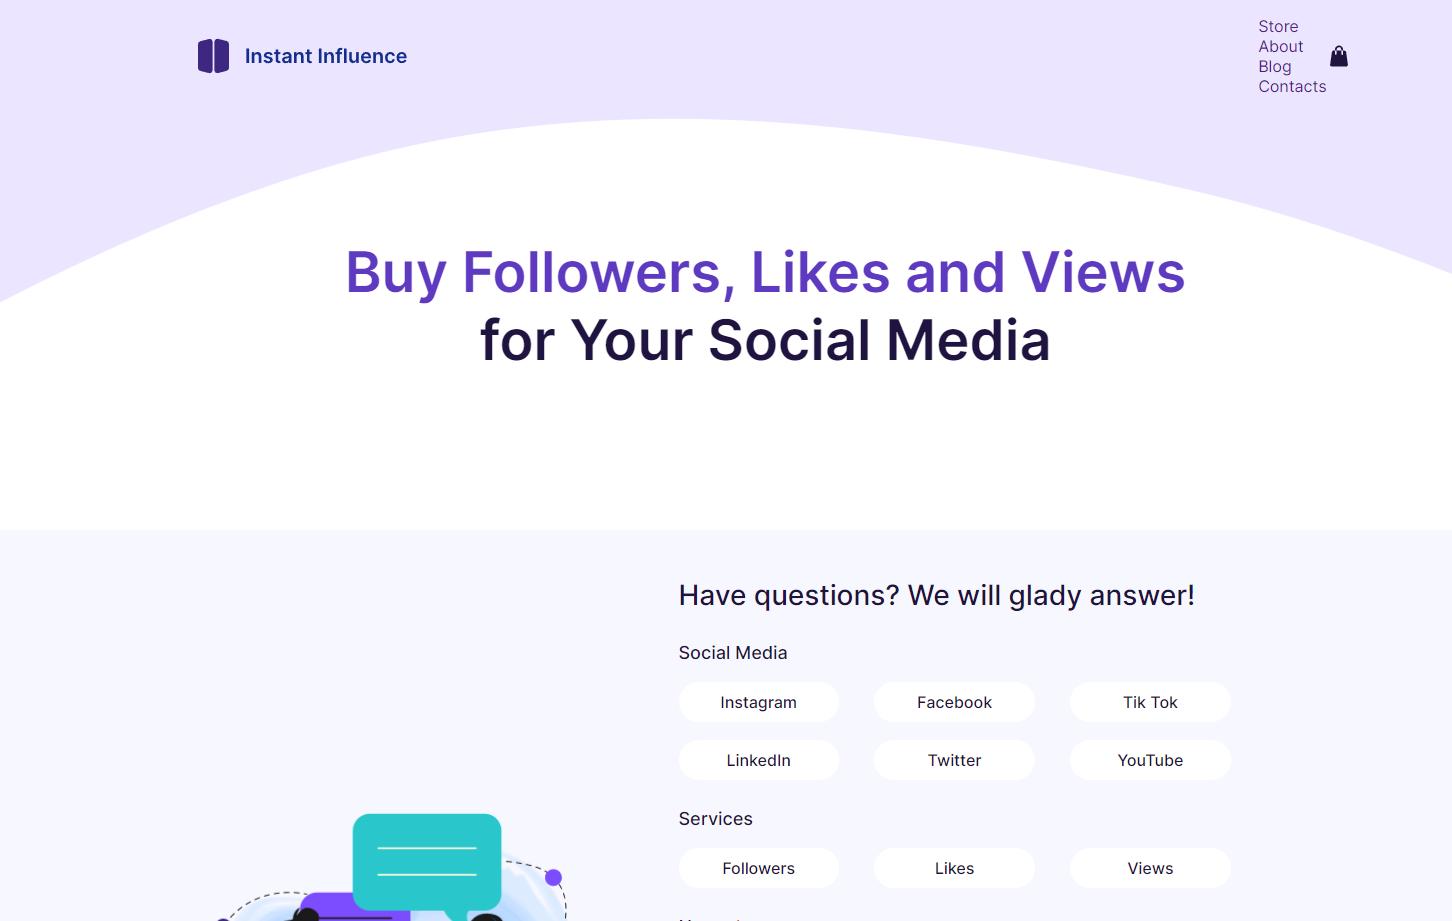 Instant Influence
Store
About
Blog
Contacts
Buy Followers, Likes and Views
for Your Social Media
Have questions? We will glady answer!
Social Media
Instagram Facebook Tik Tok
LinkedIn Twitter YouTube
Services
Followers Likes Views